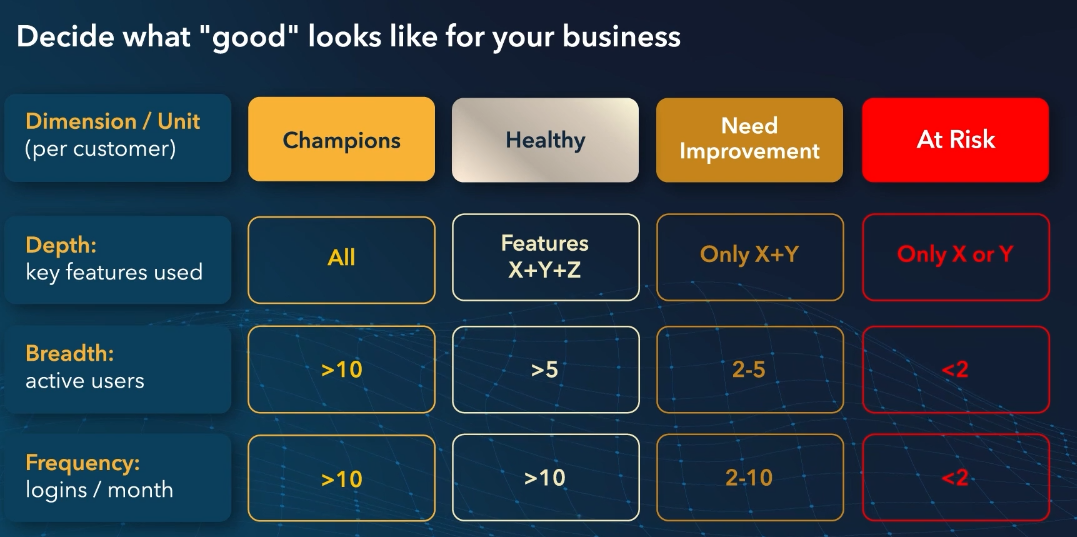 Decide what "good" looks like for your business
Dimension / Unit
(per customer)
Champions
Healthy
Need
Improvement
At Risk
Depth:
key features used
All
Features
X+Y+Z
Only X+Y
Only X or Y
Breadth:
active users
>10
>5
2-5
<2
Frequency:
logins / month
>10
>10
2-10
<2